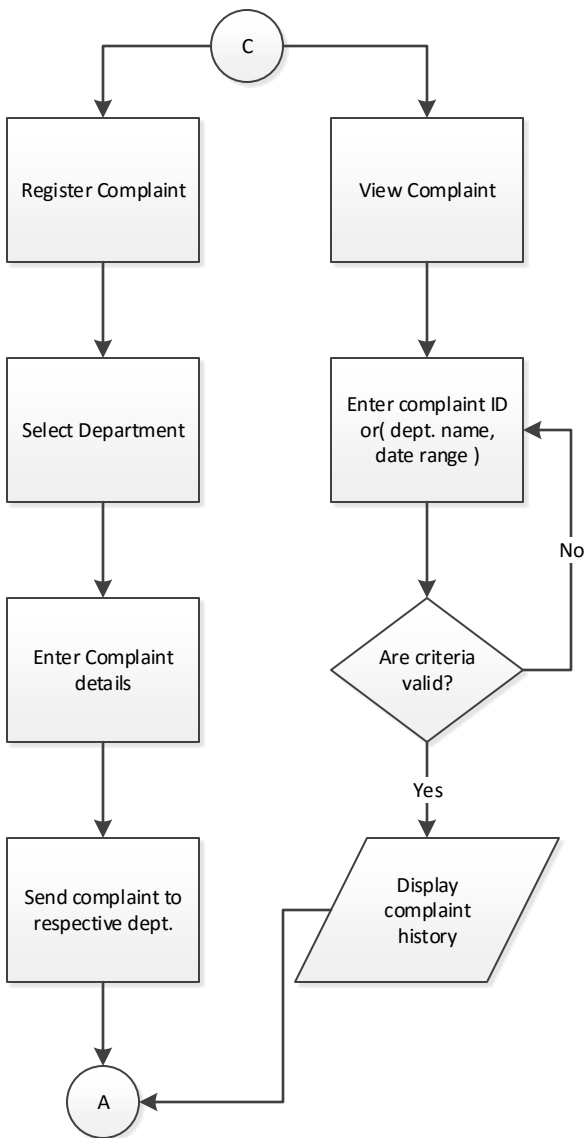 C
Register Complaint
View Complaint
Select Department
Enter complaint ID
or( dept. name,
date range )
No
Enter Complaint
details
Are criteria
valid?
Yes
Send complaint to
respective dept.
Display
complaint
history
A